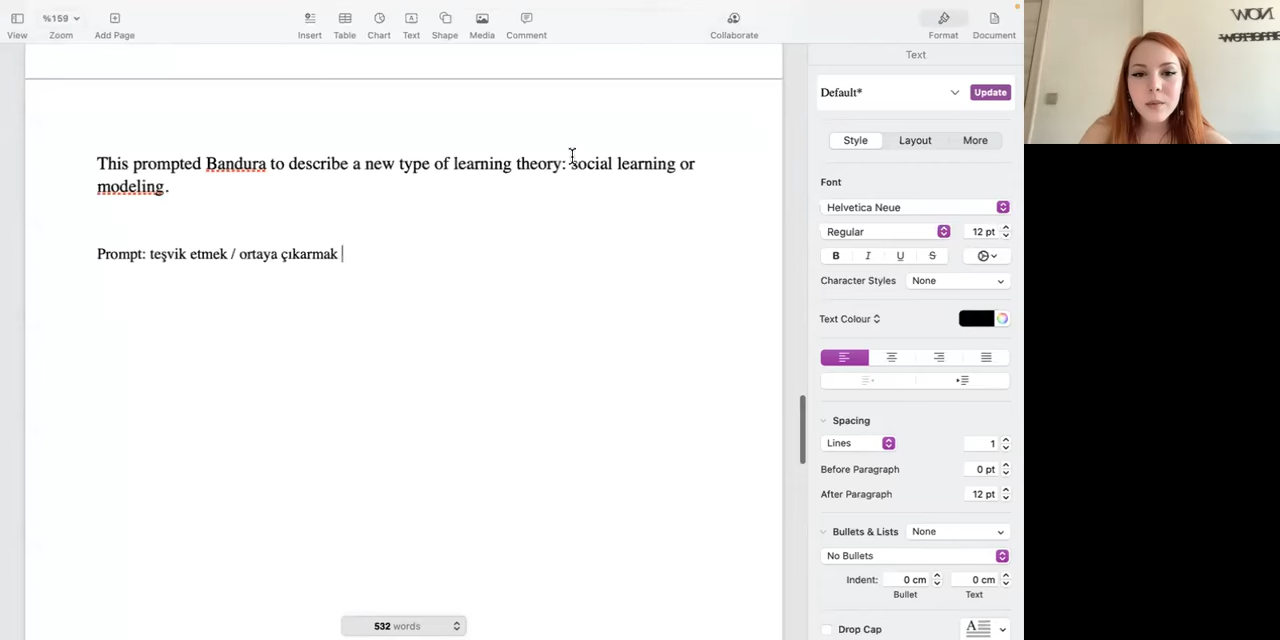 %159
View
Zoom
Add Page
Insert
Table
Chart
Text
Shape
Media
Comment
Collaborate
Format
Document
This prompted Bandura to describe a new type of learning theory: social learning or
modeling.
Prompt: teşvik etmek / ortaya çıkarmak
532 words
Text
Default*
Update
Style
Layout
More
Font
Helvetica Neue
Regular
12 pt
B I U S
Character Styles
None
Text Colour
Spacing
Lines
1
Before Paragraph
0 pt
After Paragraph
12 pt
Bullets & Lists
None
No Bullets
Indent:
0 cm
0 cm
Bullet
Text
Drop Cap
A
NOW